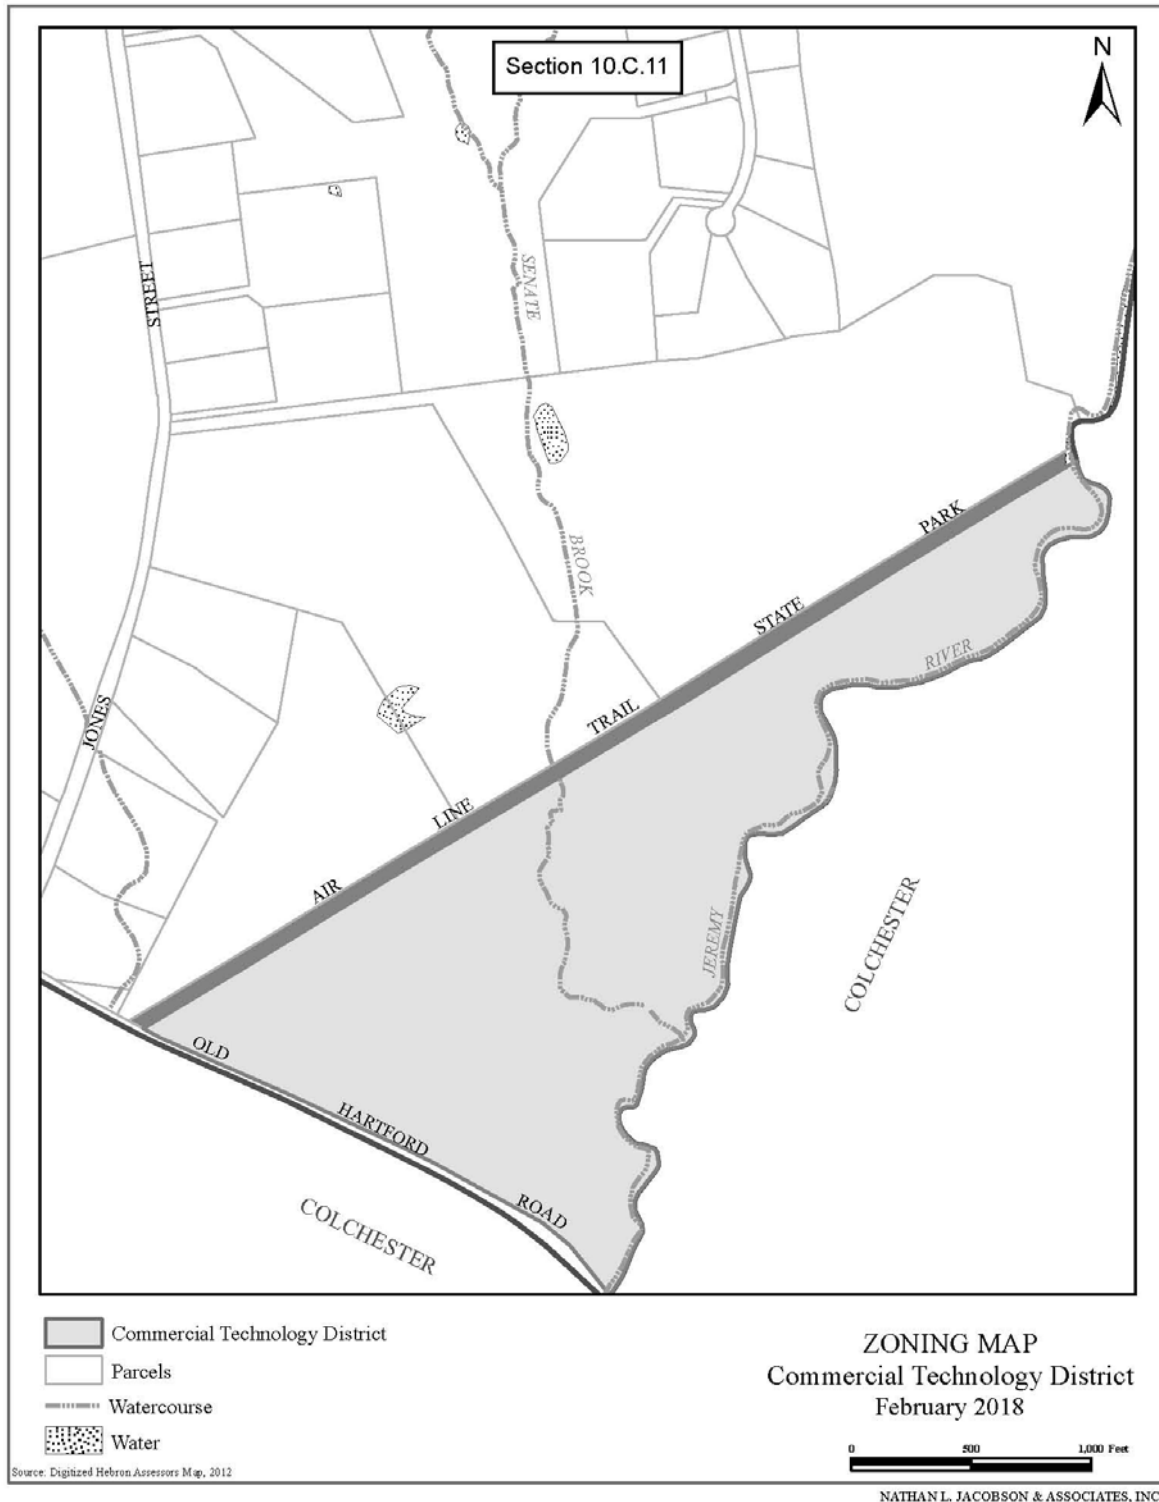 Section 10.C.11
N
STREET
SENATE
BROOK
PARK
STATE
RIVER
TRAIL
JONES
LINE
AIR
JEREMY
COLCHESTER
OLD
HARTFORD
ROAD
COLCHESTER
Commercial Technology District
Parcels
Watercourse
Water
Source: Digitized Hebron Assessors Map, 2012
ZONING MAP
Commercial Technology District
February 2018
0 500 1,000 Feet
NATHAN L. JACOBSON & ASSOCIATES, INC